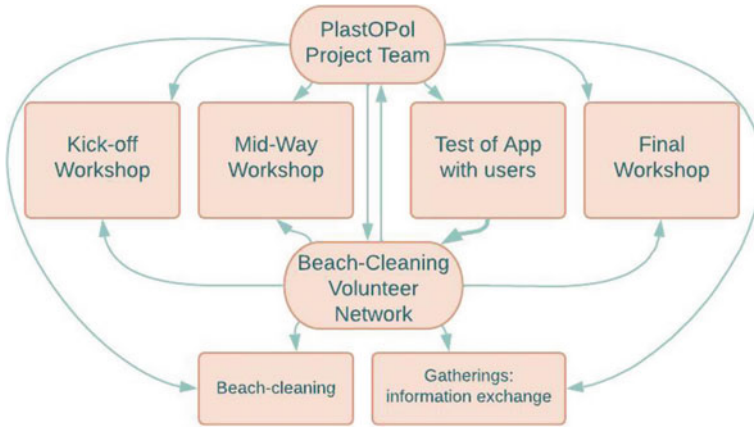 PlastOPol
Project Team
Kick-off
Workshop
Mid-Way
Workshop
Test of App
with users
Final
Workshop
Beach-Cleaning
Volunteer
Network
Beach-cleaning
Gatherings:
information exchange